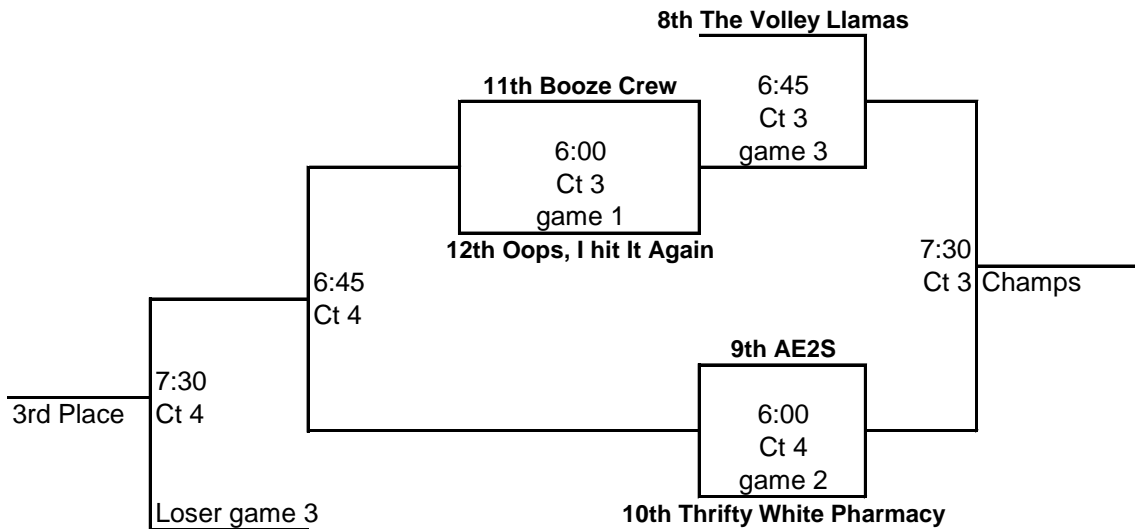 8th The Volley Llamas
11th Booze Crew
6:45
Ct 3
game 3
6:00
Ct 3
game 1
12th Oops, I hit It Again
7:30
Ct 3
Champs
6:45
Ct 4
9th AE2S
7:30
Ct 4
3rd Place
6:00
Ct 4
game 2
Loser game 3
10th Thrifty White Pharmacy